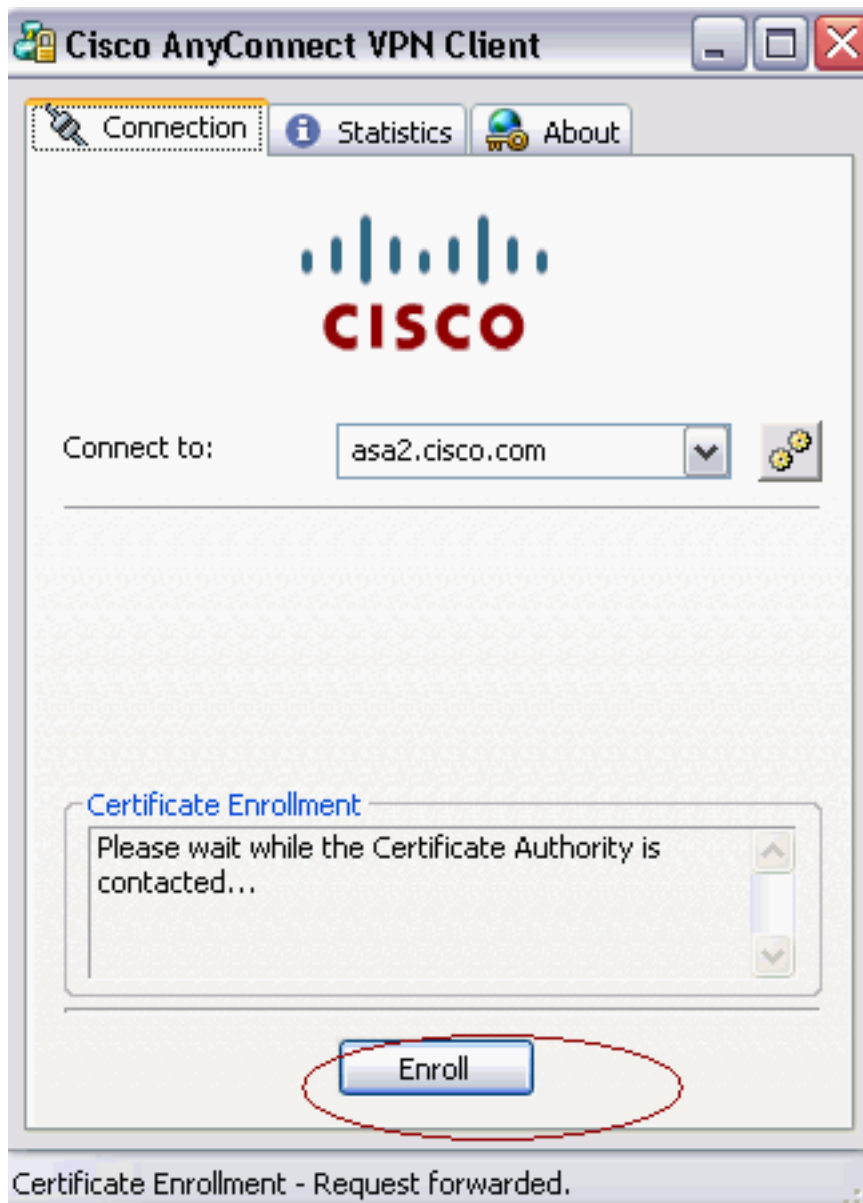 Cisco AnyConnect VPN Client
Connection Statistics About
CISCO
Connect to: asa2.cisco.com
Certificate Enrollment
Please wait while the Certificate Authority is
contacted...
Enroll
Certificate Enrollment - Request forwarded.